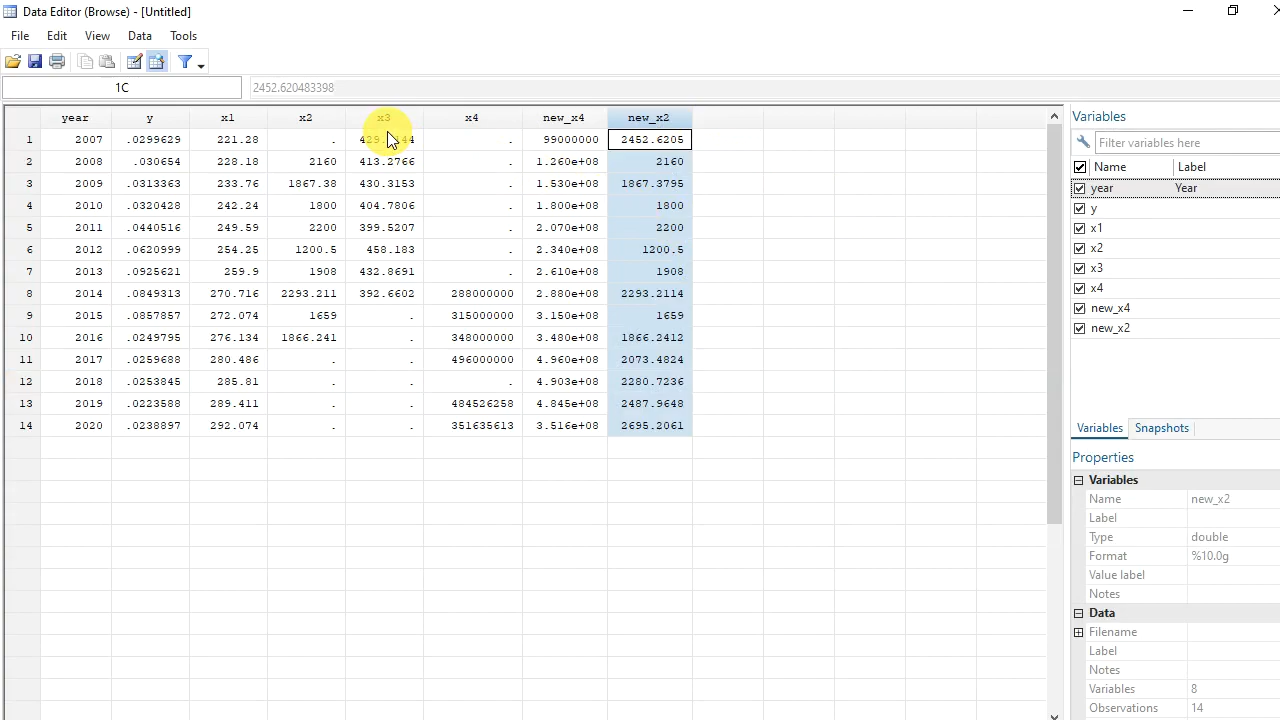 Data Editor (Browse) - [Untitled]
File Edit View Data Tools
1C 2452.620483398
year y x1 x2 x3 x4 new_x4 new_x2
1 2007 .0299629 221.28 . . 99000000 2452.6205
2 2008 .030654 228.18 2160 413.2766 . 1.260e+08 2160
3 2009 .0313363 233.76 1867.38 430.3153 . 1.530e+08 1867.3795
4 2010 .0320428 242.24 1800 404.7806 . 1.800e+08 1800
5 2011 .0440516 249.59 2200 399.5207 . 2.070e+08 2200
6 2012 .0620999 254.25 1200.5 458.183 . 2.340e+08 1200.5
7 2013 .0925621 259.9 1908 432.8691 . 2.610e+08 1908
8 2014 .0849313 270.716 2293.211 392.6602 288000000 2.880e+08 2293.2114
9 2015 .0857857 272.074 1659 . 315000000 3.150e+08 1659
10 2016 .0249795 276.134 1866.241 . 348000000 3.480e+08 1866.2412
11 2017 .0259688 280.486 . . 496000000 4.960e+08 2073.4824
12 2018 .0253845 285.81 . . . 4.903e+08 2280.7236
13 2019 .0223588 289.411 . . 484526258 4.845e+08 2487.9648
14 2020 .0238897 292.074 . . 351635613 3.516e+08 2695.2061
Variables
Filter variables here
Name Label
year Year
y
x1
x2
x3
x4
new_x4
new_x2
Variables Snapshots
Properties
Variables
Name new_x2
Label
Type double
Format %10.0g
Value label
Notes
Data
Filename
Label
Notes
Variables 8
Observations 14